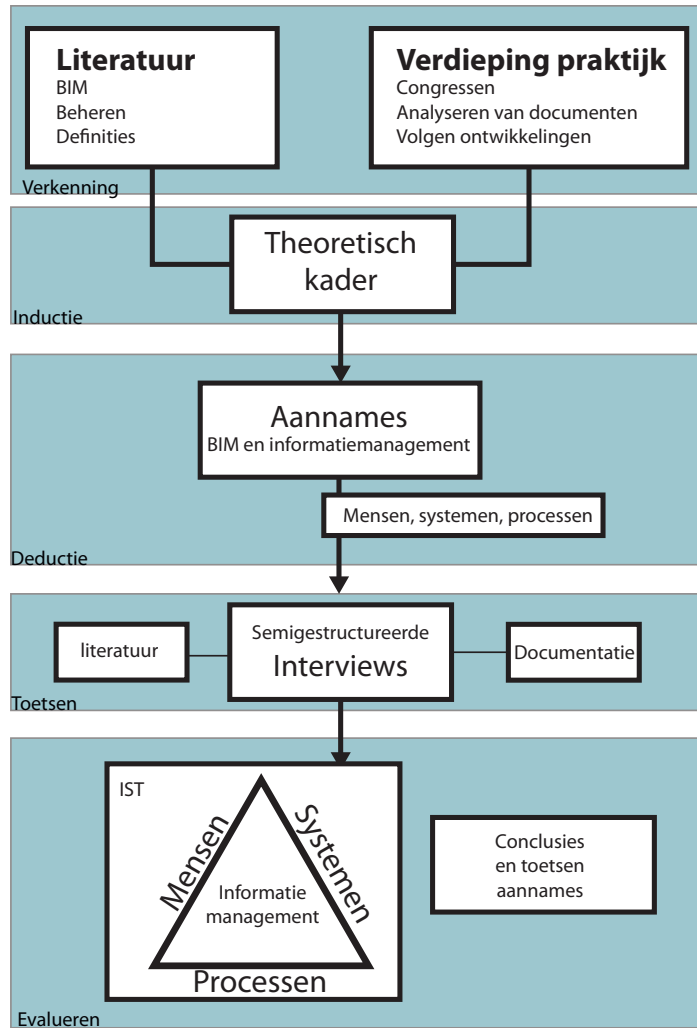 Literatuur
BIM
Beheren
Definities
Verdieping praktijk
Congressen
Analyseren van documenten
Volgen ontwikkelingen
Verkenning
Theoretisch
kader
Inductie
Aannames
BIM en informatiemanagement
Mensen, systemen, processen
Deductie
literatuur
Semigestructureerde
Interviews
Documentatie
Toetsen
IST
Mensen
Systemen
Informatie
management
Processen
Conclusies
en toetsen
aannames
Evalueren